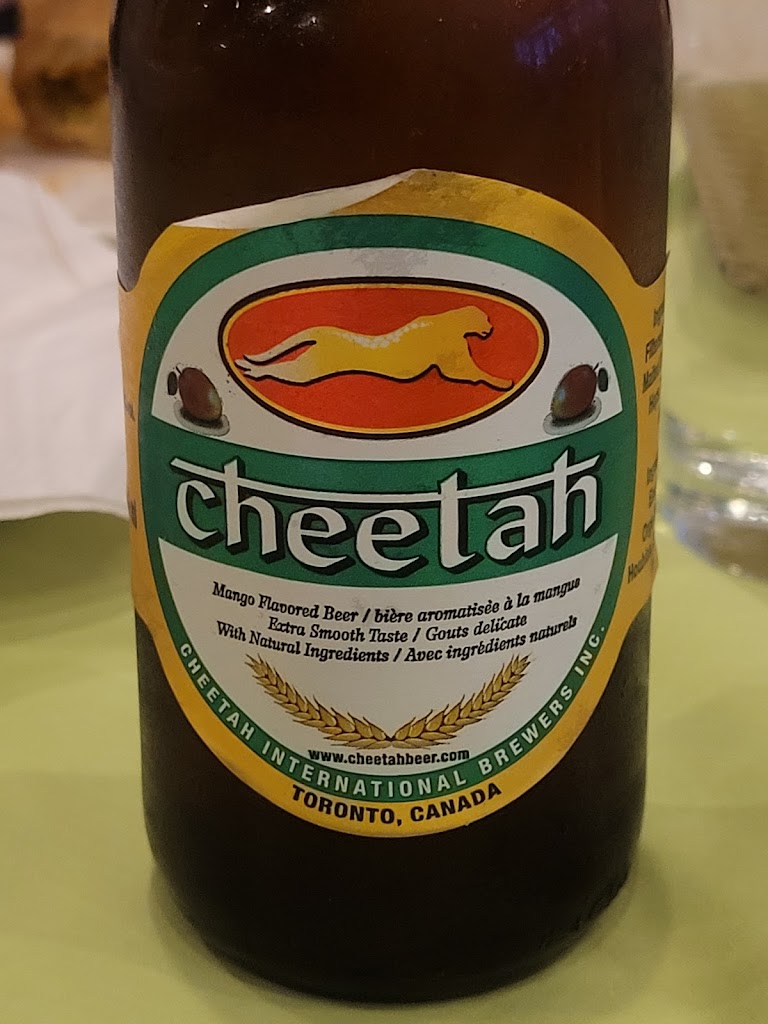 cheetah
Mango Flavored Beer / bière aromatisée à la mangue
Extra Smooth Taste / Gouts delicate
With Natural Ingredients / Avec ingrédients naturels
www.cheetahbeer.com
CHEETAH INTERNATIONAL BREWERS INC.
TORONTO, CANADA